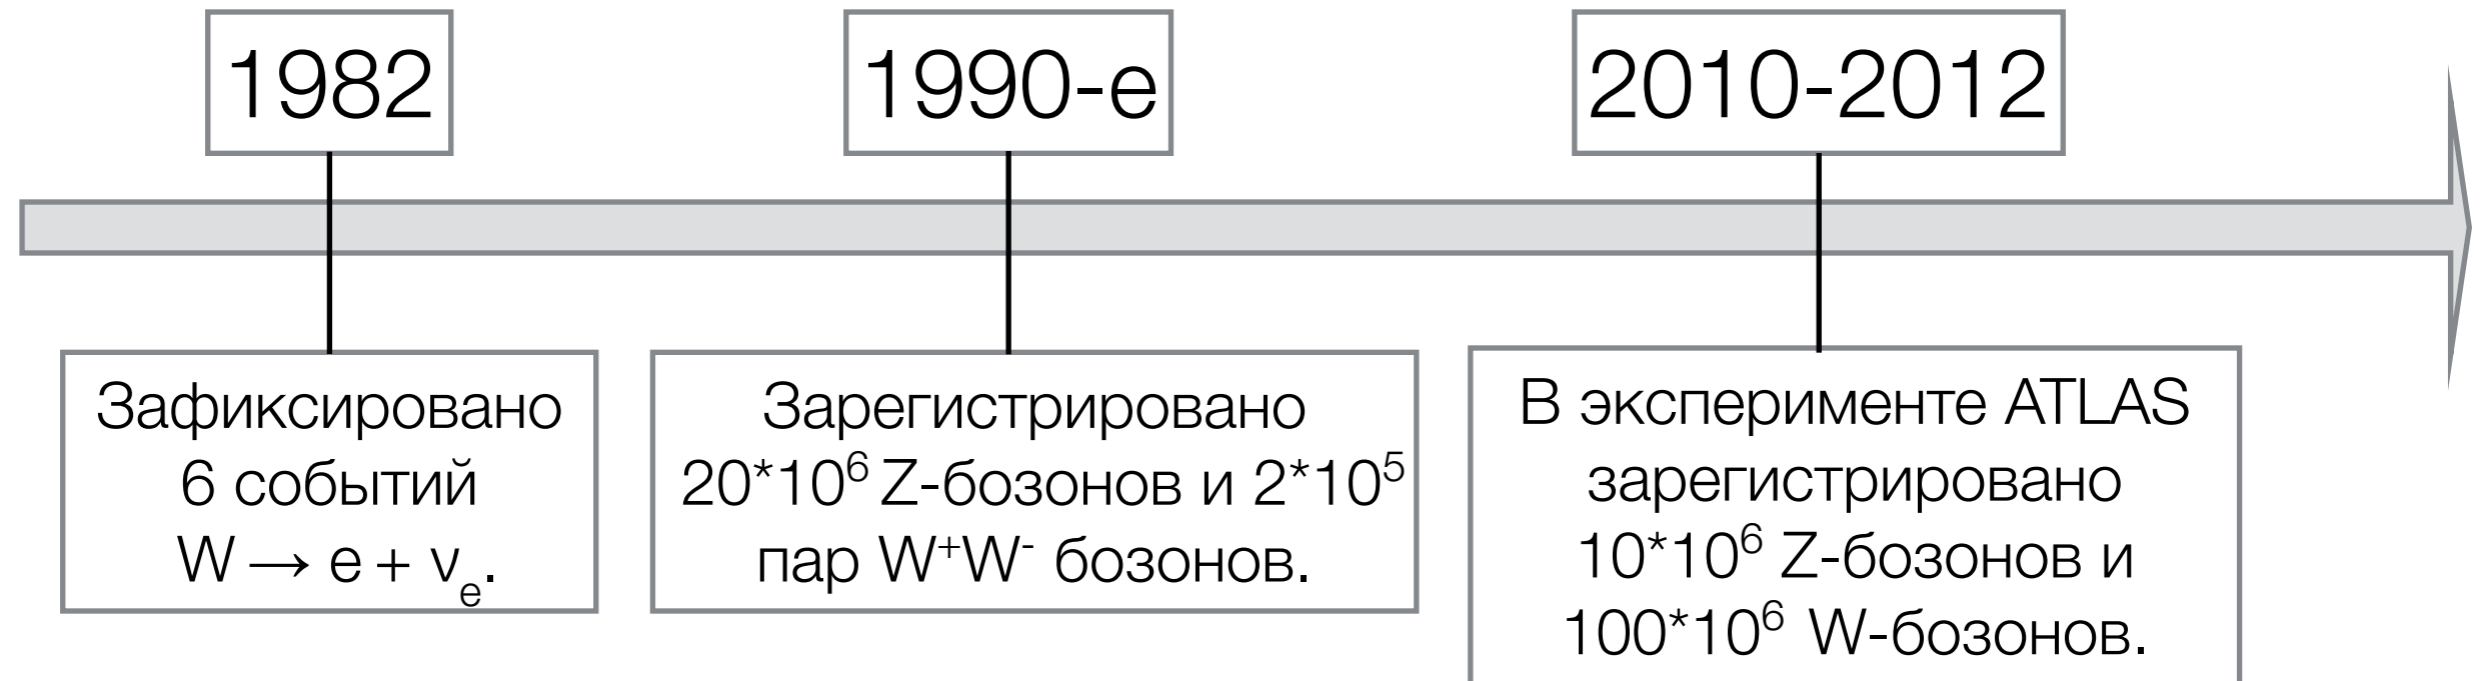 1982
1990-е
2010-2012
Зафиксировано
6 событий
W → e + νₑ.
Зарегистрировано
20*10⁶ Z-бозонов и 2*10⁵
пар W⁺W⁻ бозонов.
В эксперименте ATLAS
зарегистрировано
10*10⁶ Z-бозонов и
100*10⁶ W-бозонов.